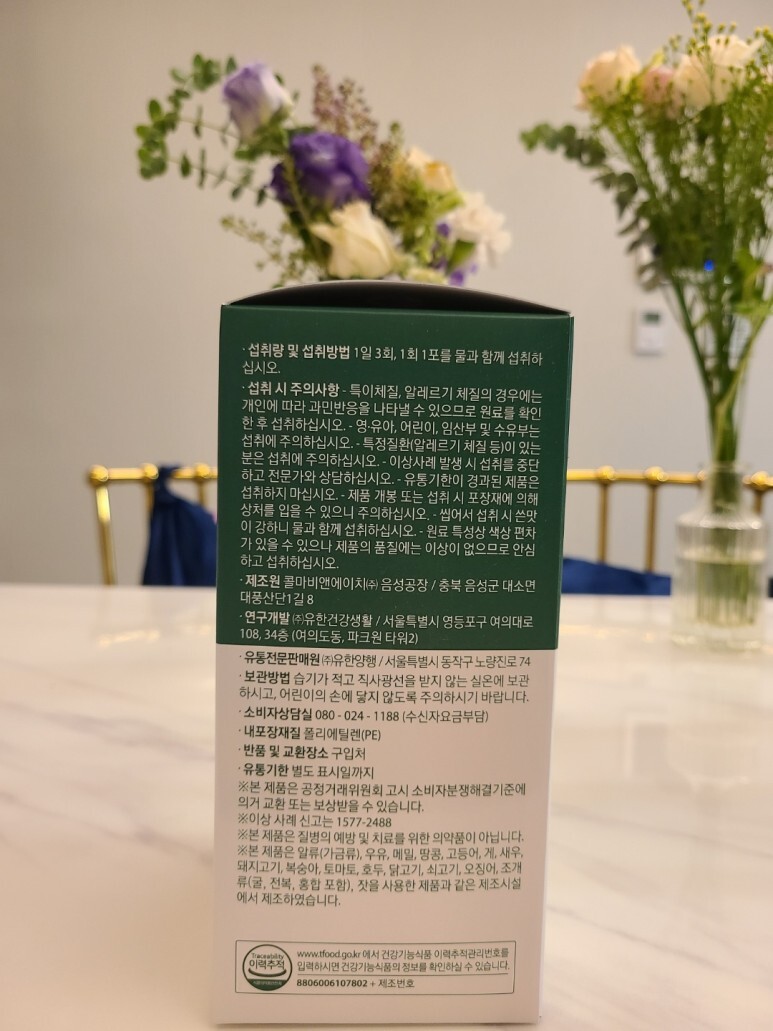 · 섭취량 및 섭취방법 1일 3회, 1회 1포를 물과 함께 섭취하
십시오.
· 섭취 시 주의사항 - 특이체질, 알레르기 체질의 경우에는
개인에 따라 과민반응을 나타낼 수 있으므로 원료를 확인
한 후 섭취하십시오. - 영·유아, 어린이, 임산부 및 수유부는
섭취에 주의하십시오. - 특정질환(알레르기 체질 등)이 있는
분은 섭취에 주의하십시오. - 이상사례 발생 시 섭취를 중단
하고 전문가와 상담하십시오. - 유통기한이 경과된 제품은
섭취하지 마십시오. - 제품 개봉 또는 섭취 시 포장재에 의해
상처를 입을 수 있으니 주의하십시오. - 씹어서 섭취 시 쓴맛
이 강하니 물과 함께 섭취하십시오. - 원료 특성상 색상 편차
가 있을 수 있으나 제품의 품질에는 이상이 없으므로 안심
하고 섭취하십시오.
· 제조원 콜마비앤에이치㈜ 음성공장 / 충북 음성군 대소면
대풍산단1길 8
· 연구개발 ㈜유한건강생활 / 서울특별시 영등포구 여의대로
108, 34층 (여의도동, 파크원 타워2)
· 유통전문판매원 ㈜유한양행 / 서울특별시 동작구 노량진로 74
· 보관방법 습기가 적고 직사광선을 받지 않는 실온에 보관
하시고, 어린이의 손에 닿지 않도록 주의하시기 바랍니다.
· 소비자상담실 080 - 024 - 1188 (수신자요금부담)
· 내포장재질 폴리에틸렌(PE)
· 반품 및 교환장소 구입처
· 유통기한 별도 표시일까지
※본 제품은 공정거래위원회 고시 소비자분쟁해결기준에
의거 교환 또는 보상받을 수 있습니다.
※이상 사례 신고는 1577-2488
※본 제품은 질병의 예방 및 치료를 위한 의약품이 아닙니다.
※본 제품은 알류(가금류), 우유, 메밀, 땅콩, 고등어, 게, 새우,
돼지고기, 복숭아, 토마토, 호두, 닭고기, 쇠고기, 오징어, 조개
류(굴, 전복, 홍합 포함), 잣을 사용한 제품과 같은 제조시설
에서 제조하였습니다.
Traceability
이력추적
www.tfood.go.kr 에서 건강기능식품 이력추적관리번호를
입력하시면 건강기능식품의 정보를 확인하실 수 있습니다.
8806006107802 + 제조번호